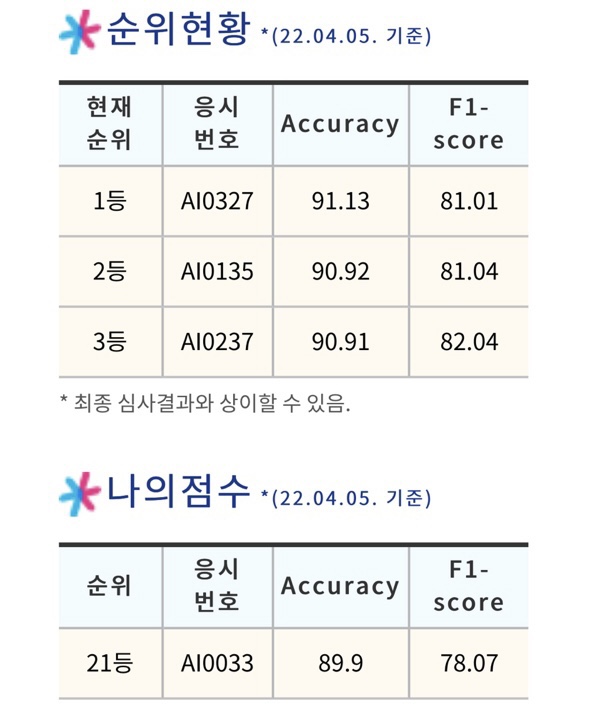 순위현황 *(22.04.05. 기준)
현재 순위 응시 번호 Accuracy F1-score
1등 AI0327 91.13 81.01
2등 AI0135 90.92 81.04
3등 AI0237 90.91 82.04
* 최종 심사결과와 상이할 수 있음.
나의점수 *(22.04.05. 기준)
순위 응시 번호 Accuracy F1-score
21등 AI0033 89.9 78.07